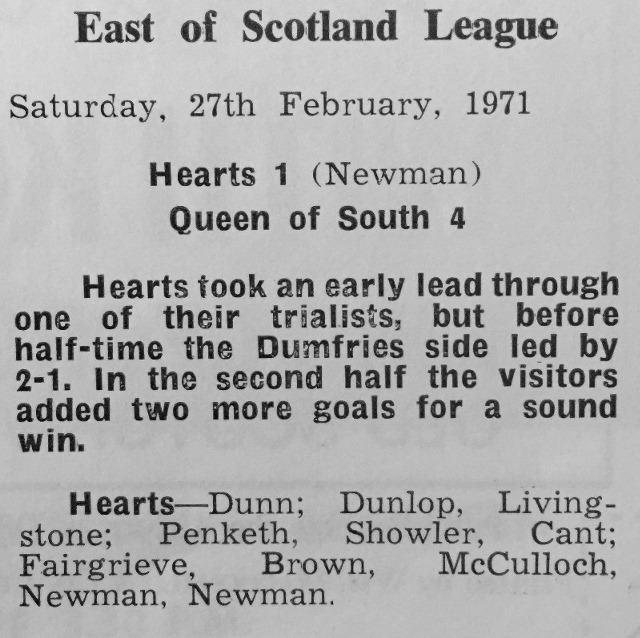 East of Scotland League
Saturday, 27th February, 1971
Hearts 1 (Newman)
Queen of South 4
Hearts took an early lead through
one of their trialists, but before
half-time the Dumfries side led by
2-1. In the second half the visitors
added two more goals for a sound
win.
Hearts—Dunn; Dunlop, Living-
stone; Penketh, Showler, Cant;
Fairgrieve, Brown, McCulloch,
Newman, Newman.